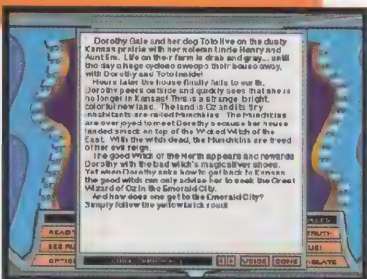 Dorothy Gale and her dog Toto live on the dusty
Kansas prairie with her solemn Uncle Henry and
Aunt Em. Life on their farm is drab and gray... until
the day a huge cyclone sweeps their house away,
with Dorothy and Toto inside!
Hours later the house finally falls to earth.
Dorothy peers outside and quickly sees that she is
no longer in Kansas! This is a strange, bright,
colorful new land. The land is Oz and its tiny
inhabitants are called Munchkins. The Munchkins
are overjoyed to meet Dorothy because her house
landed smack on top of the Wicked Witch of the
East. With the witch dead, the Munchkins are freed
of her evil reign.
The good Witch of the North appears and rewards
Dorothy with the bad witch's magic silver shoes.
Yet when Dorothy asks how to get back to Kansas
the good witch can only advise her to seek the Great
Wizard of Oz in the Emerald City.
And how does one get to the Emerald City?
Simply follow the yellow brick road!
READ
OPTIO
VOICE
DONE